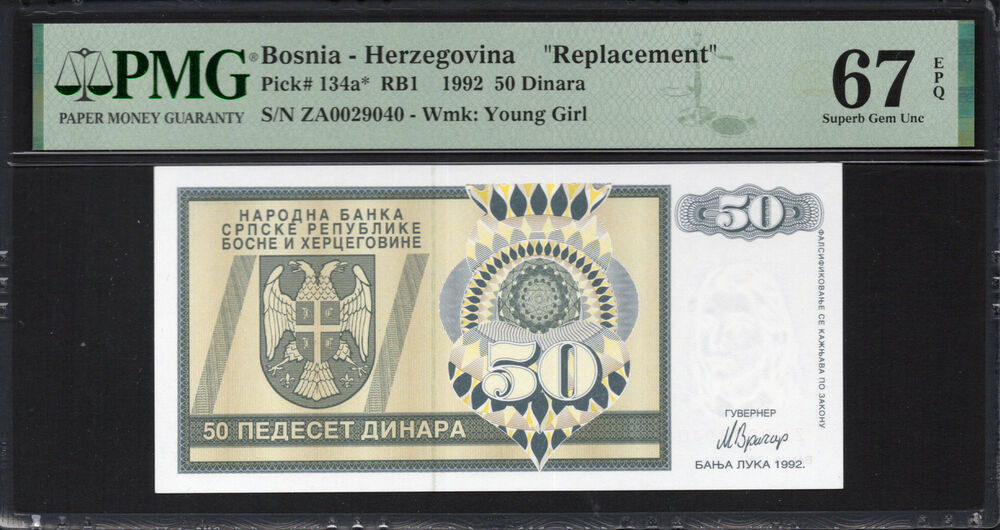 PMG®
PAPER MONEY GUARANTY
Bosnia - Herzegovina "Replacement"
Pick# 134a* RB1 1992 50 Dinara
S/N ZA0029040 - Wmk: Young Girl
67 EPQ
Superb Gem Unc
НАРОДНА БАНКА
СРПСКЕ РЕПУБЛИКЕ
БОСНЕ И ХЕРЦЕГОВИНЕ
50
50
50 ПЕДЕСЕТ ДИНАРА
ФАЛСИФИКОВАЊЕ СЕ КАЖЊАВА ПО ЗАКОНУ
ГУВЕРНЕР
М Врачар
БАЊА ЛУКА 1992.